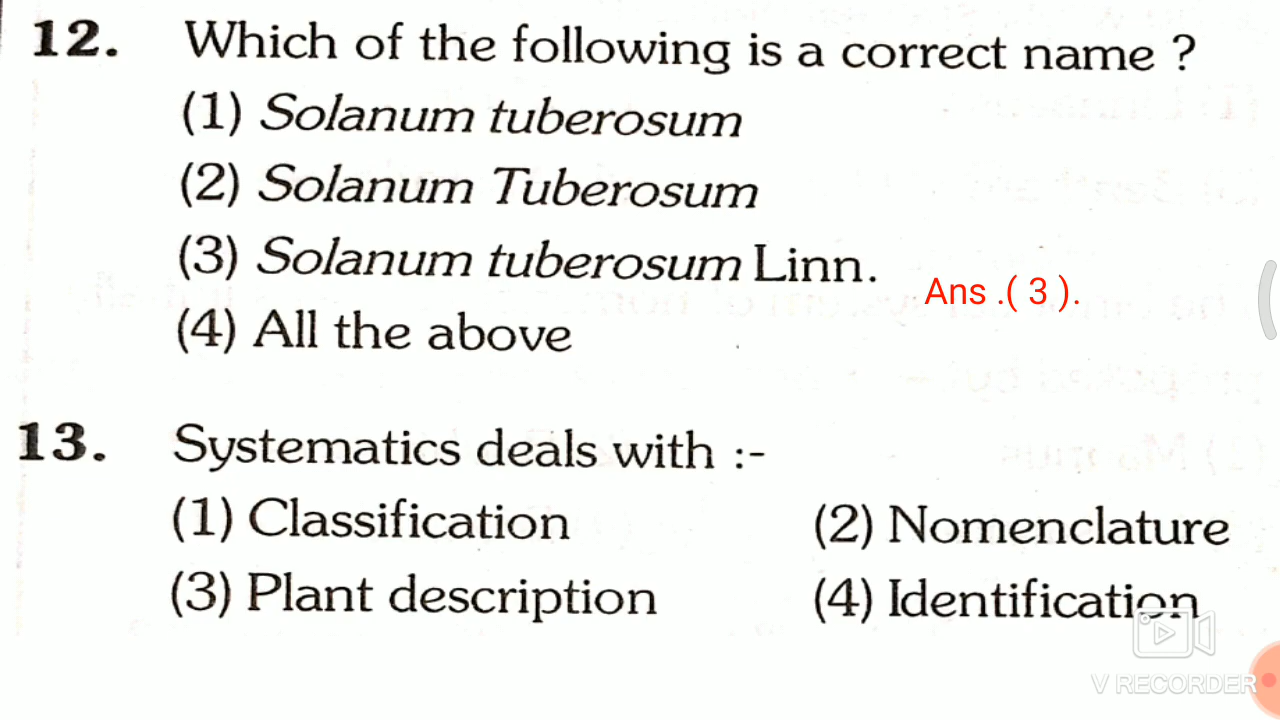 12. Which of the following is a correct name ?
(1) Solanum tuberosum
(2) Solanum Tuberosum
(3) Solanum tuberosum Linn.
Ans .( 3 ).
(4) All the above
13. Systematics deals with :-
(1) Classification (2) Nomenclature
(3) Plant description (4) Identification
V RECORDER